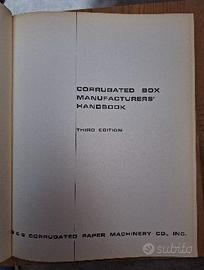 CORRUGATED BOX
MANUFACTURERS'
HANDBOOK
THIRD EDITION
S & S CORRUGATED PAPER MACHINERY CO., INC.
subito